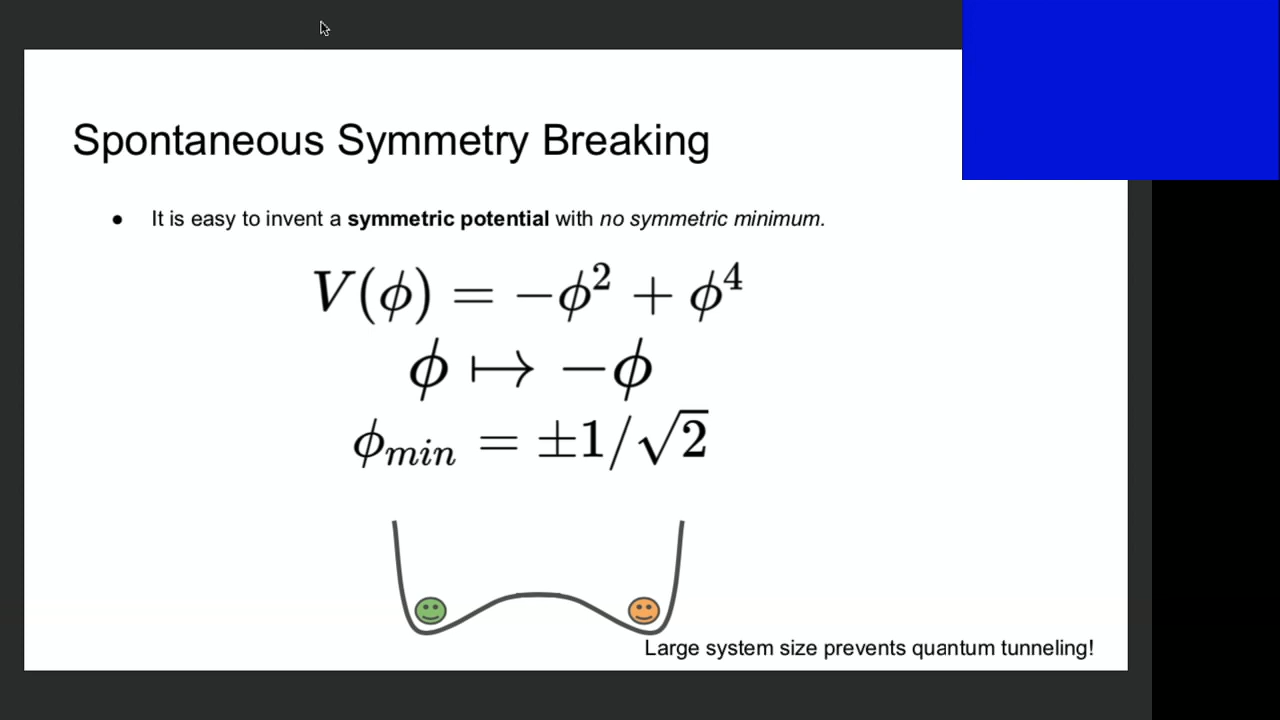 Spontaneous Symmetry Breaking
● It is easy to invent a symmetric potential with no symmetric minimum.
V(ϕ) = −ϕ² + ϕ⁴
ϕ ↦ −ϕ
ϕ_min = ±1/√2
Large system size prevents quantum tunneling!